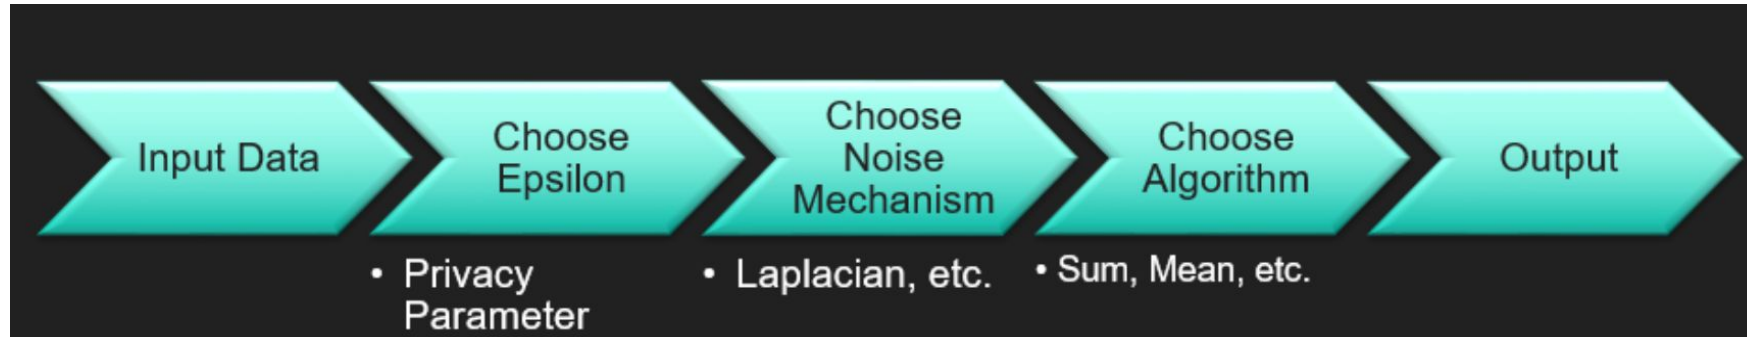 Input Data
Choose
Epsilon
• Privacy
Parameter
Choose
Noise
Mechanism
• Laplacian, etc.
Choose
Algorithm
• Sum, Mean, etc.
Output